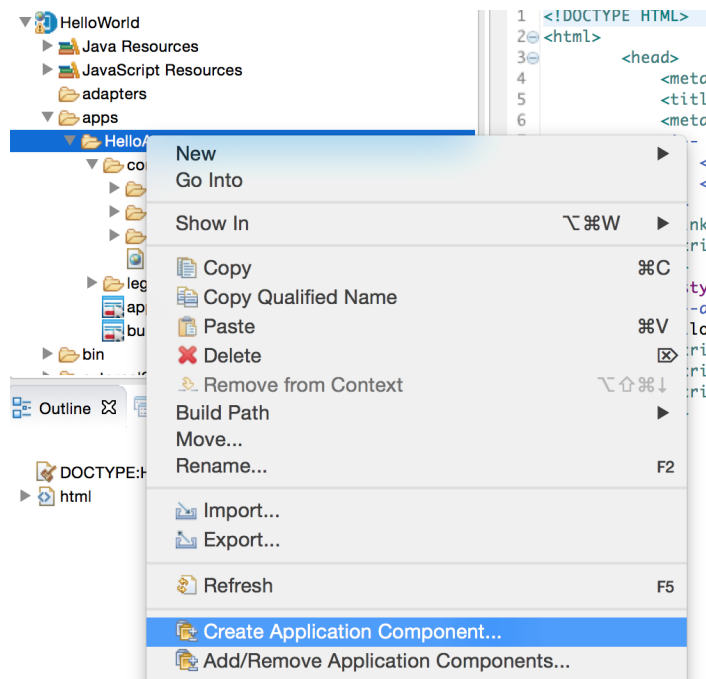 HelloWorld
Java Resources
JavaScript Resources
adapters
apps
bin
Outline
DOCTYPE:
html
1 <!DOCTYPE HTML>
2 <html>
3 <head>
4 <meta
5
6 <meta
New
Go Into
Show In ⌥⌘W
Copy ⌘C
Copy Qualified Name
Paste ⌘V
Delete ⌦
Remove from Context ⌥⇧⌘↓
Build Path
Move...
Rename... F2
Import...
Export...
Refresh F5
Create Application Component...
Add/Remove Application Components...